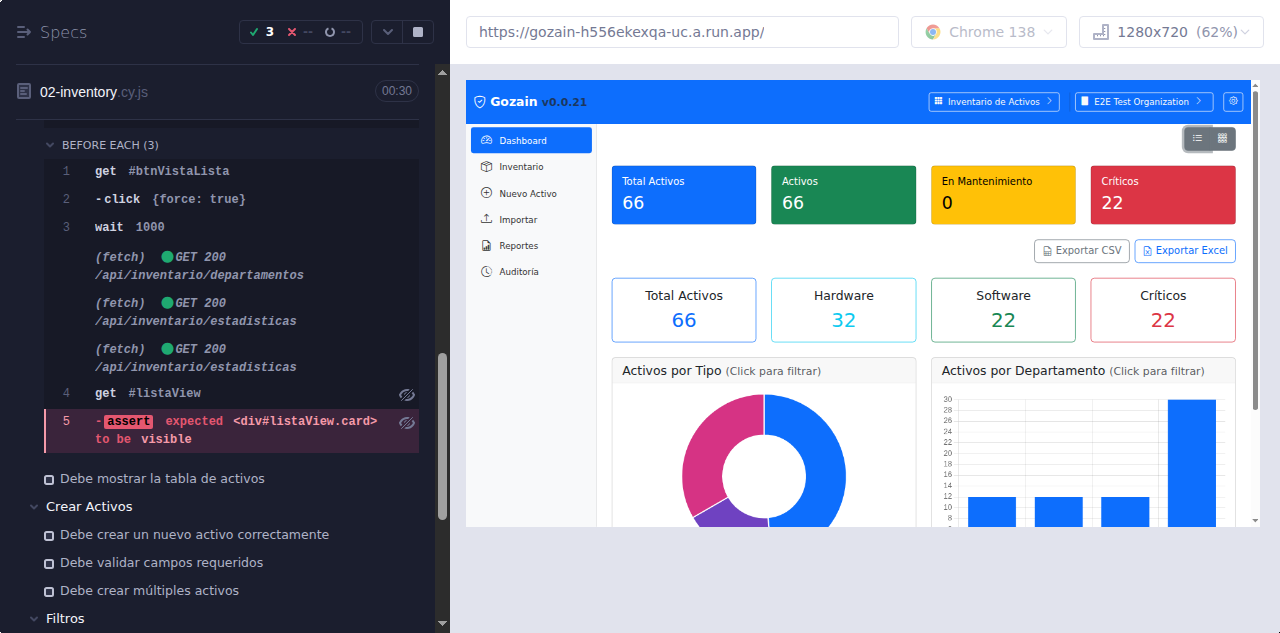 Specs
3
--
--
02-inventory.cy.js
00:30
BEFORE EACH (3)
1 get #btnVistaLista
2 -click {force: true}
3 wait 1000
(fetch) GET 200
/api/inventario/departamentos
(fetch) GET 200
/api/inventario/estadisticas
(fetch) GET 200
/api/inventario/estadisticas
4 get #listaView
5 -assert expected <div#listaView.card>
to be visible
Debe mostrar la tabla de activos
Crear Activos
Debe crear un nuevo activo correctamente
Debe validar campos requeridos
Debe crear múltiples activos
Filtros
https://gozain-h556ekexqa-uc.a.run.app/
Chrome 138
1280x720 (62%)
Gozain v0.0.21
Inventario de Activos
E2E Test Organization
Dashboard
Inventario
Nuevo Activo
Importar
Reportes
Auditoría
Total Activos
66
Activos
66
En Mantenimiento
0
Críticos
22
Exportar CSV
Exportar Excel
Total Activos
66
Hardware
32
Software
22
Críticos
22
Activos por Tipo (Click para filtrar)
Activos por Departamento (Click para filtrar)
30
28
26
24
22
20
18
16
14
12
10
8